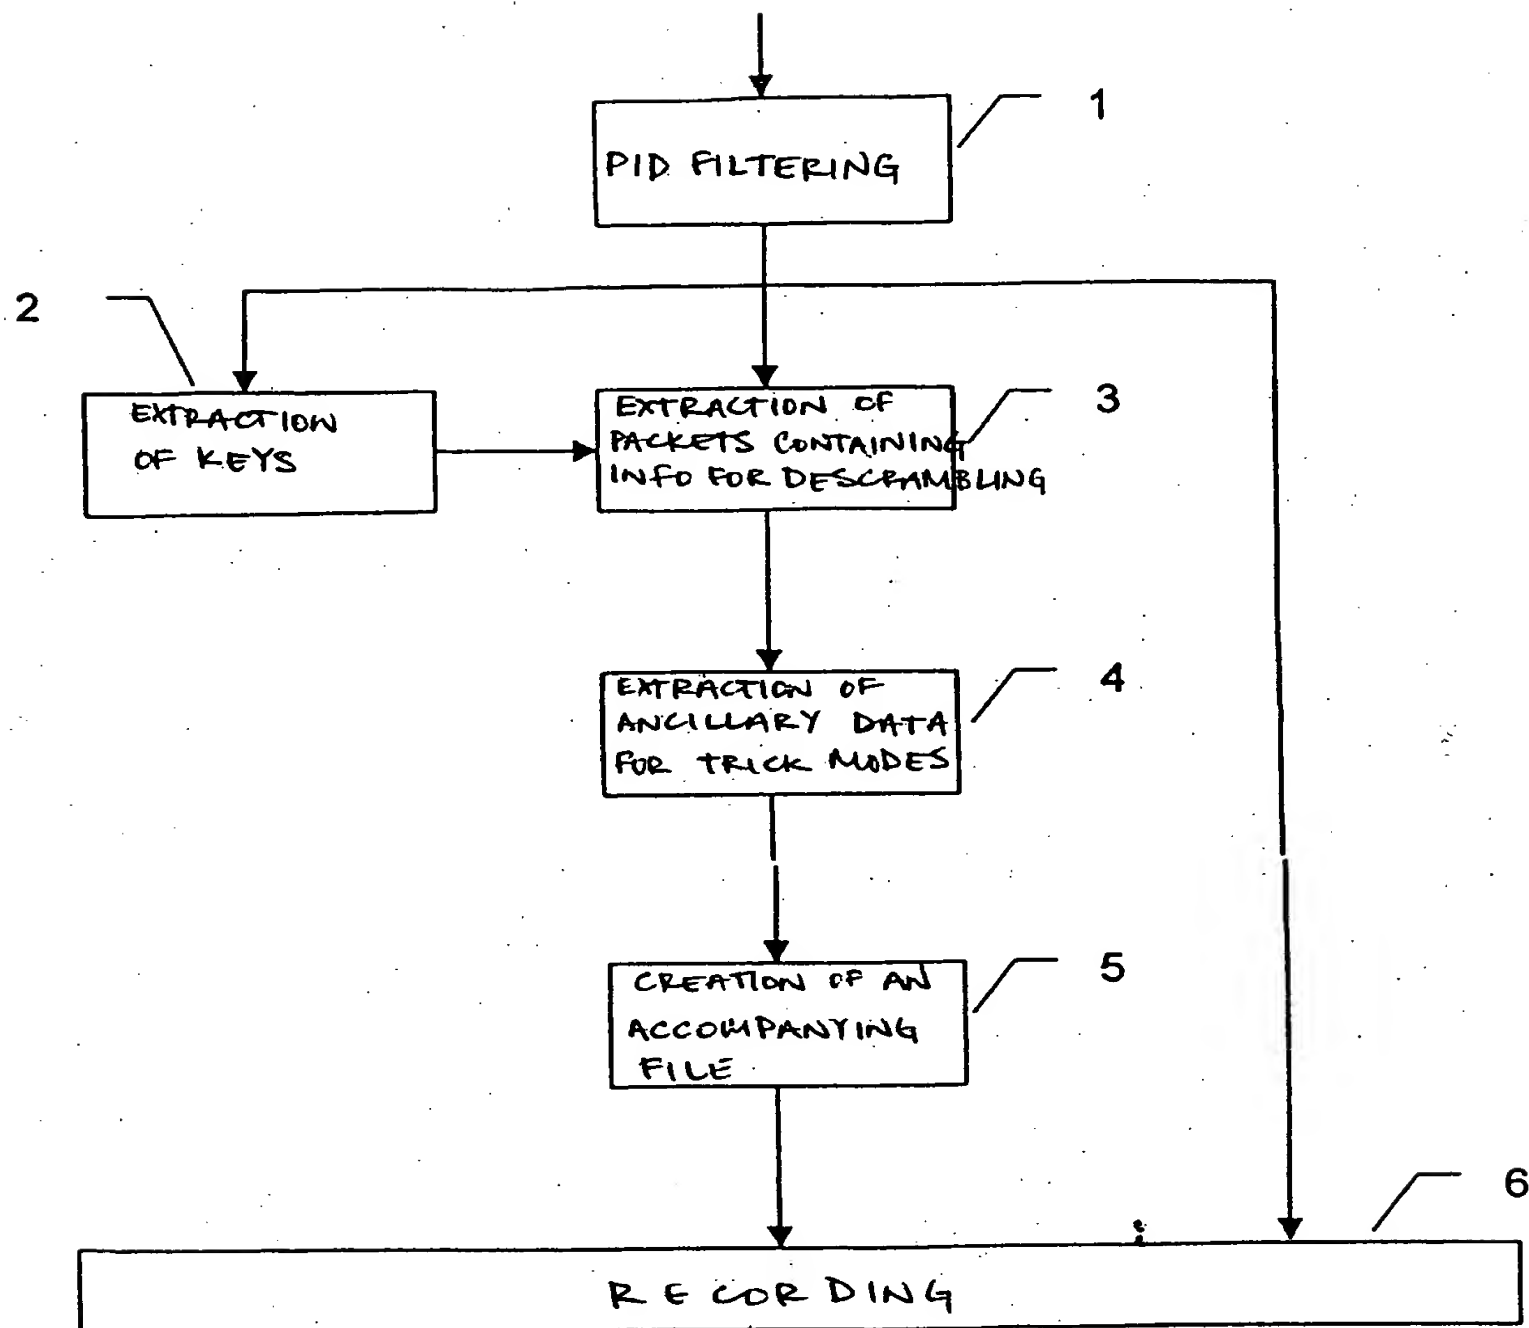 1
PID FILTERING
2
EXTRACTION
OF KEYS
3
EXTRACTION OF
PACKETS CONTAINING
INFO FOR DESCRAMBLING
4
EXTRACTION OF
ANCILLARY DATA
FOR TRICK MODES
5
CREATION OF AN
ACCOMPANYING
FILE
6
RECORDING